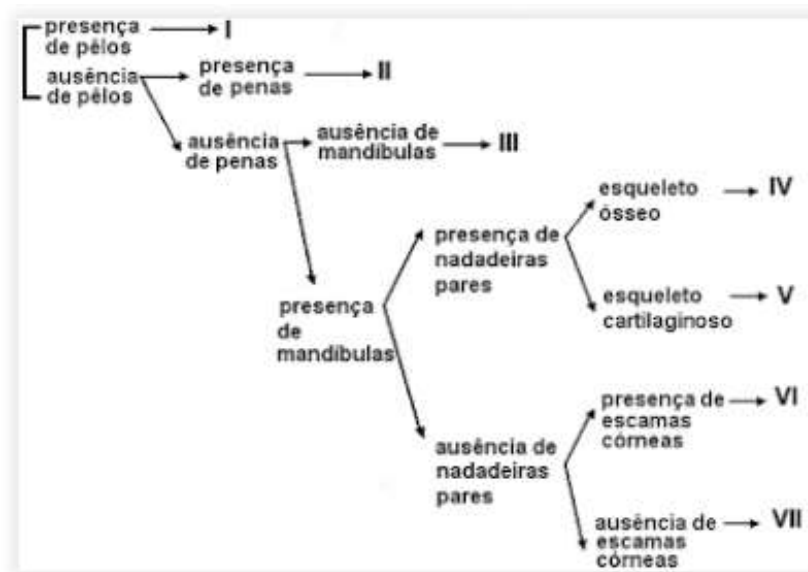 presença
de pêlos
I
ausência
de pêlos
presença
de penas
II
ausência
de penas
ausência de
mandíbulas
III
presença
de
mandíbulas
presença de
nadadeiras
pares
esqueleto
ósseo
IV
esqueleto
cartilaginoso
V
ausência de
nadadeiras
pares
presença de
escamas
córneas
VI
ausência de
escamas
córneas
VII